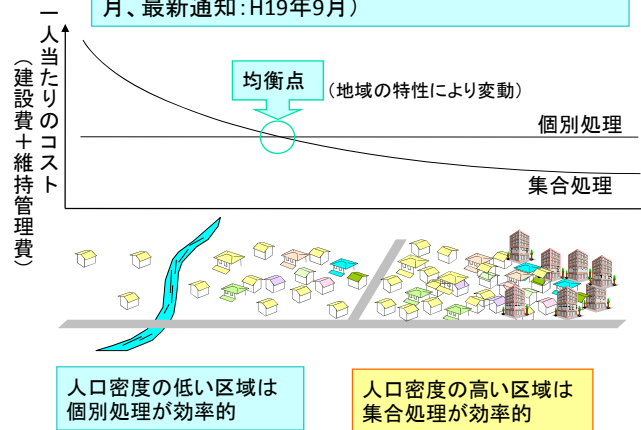 月、最新通知：H19年9月）
一人当たりのコスト
（建設費＋維持管理費）
均衡点
（地域の特性により変動）
個別処理
集合処理
人口密度の低い区域は
個別処理が効率的
人口密度の高い区域は
集合処理が効率的